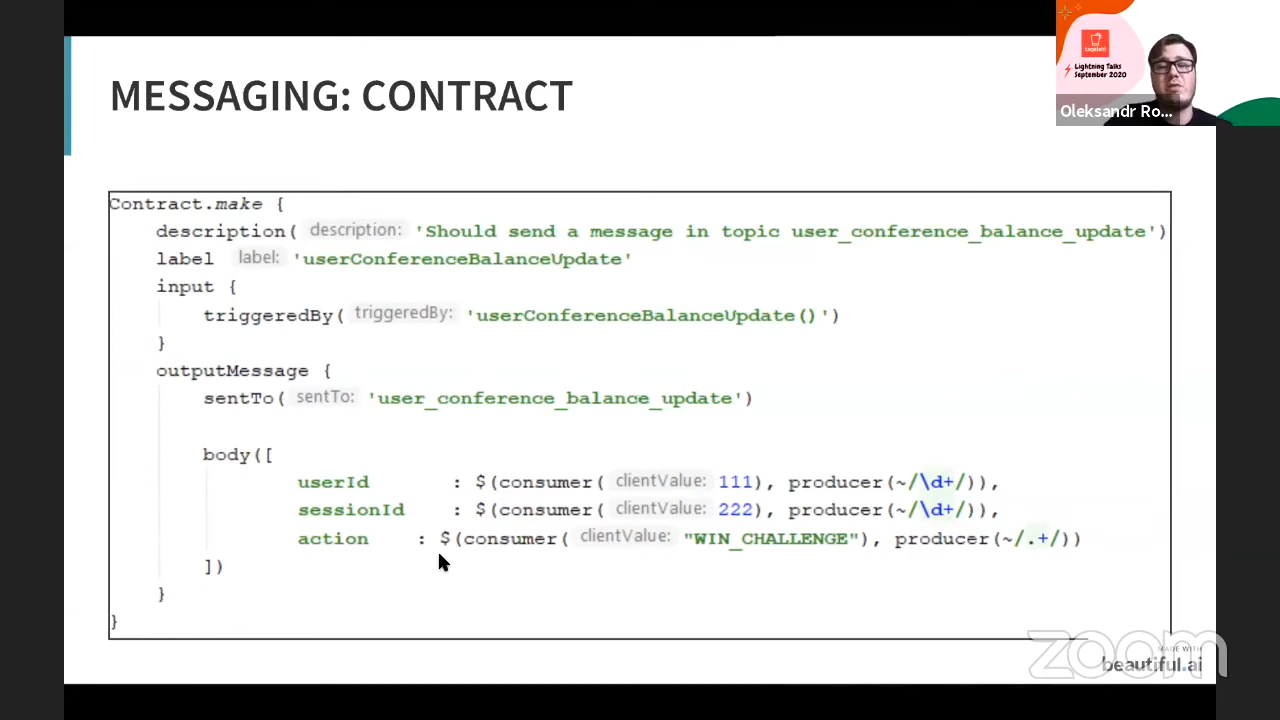 MESSAGING: CONTRACT
Lightning Talks
September 2020
Oleksandr Ro...
Contract.make {
description( description: 'Should send a message in topic user_conference_balance_update')
label label: 'userConferenceBalanceUpdate'
input {
triggeredBy( triggeredBy: 'userConferenceBalanceUpdate()')
}
outputMessage {
sentTo( sentTo: 'user_conference_balance_update')
body([
userId : $(consumer( clientValue: 111), producer(~/\d+/)),
sessionId : $(consumer( clientValue: 222), producer(~/\d+/)),
action : $(consumer( clientValue: "WIN_CHALLENGE"), producer(~/.+/))
])
}
}
zoom
MADE WITH
beautiful.ai